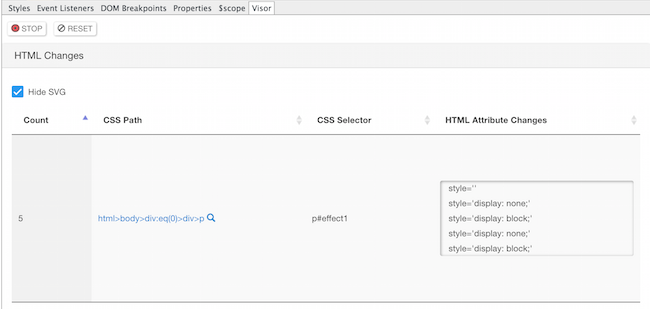 Styles Event Listeners DOM Breakpoints Properties $scope Visor
STOP RESET
HTML Changes
Hide SVG
Count CSS Path CSS Selector HTML Attribute Changes
5 html>body>div:eq(0)>div>p p#effect1
style=''
style='display: none;'
style='display: block;'
style='display: none;'
style='display: block;'